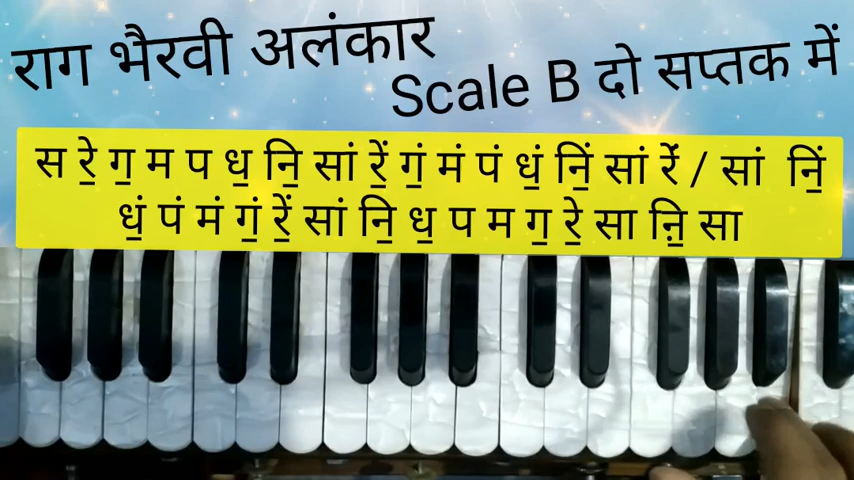 राग भैरवी अलंकार
Scale B दो सप्तक में
स रे॒ ग॒ म प ध॒ नि॒ सां रें॒ गं॒ मं पं धं॒ निं॒ सां रें॒ं / सां निं॒
धं॒ पं मं गं॒ रें॒ सां नि॒ ध॒ प म ग॒ रे॒ सा नि़॒ सा